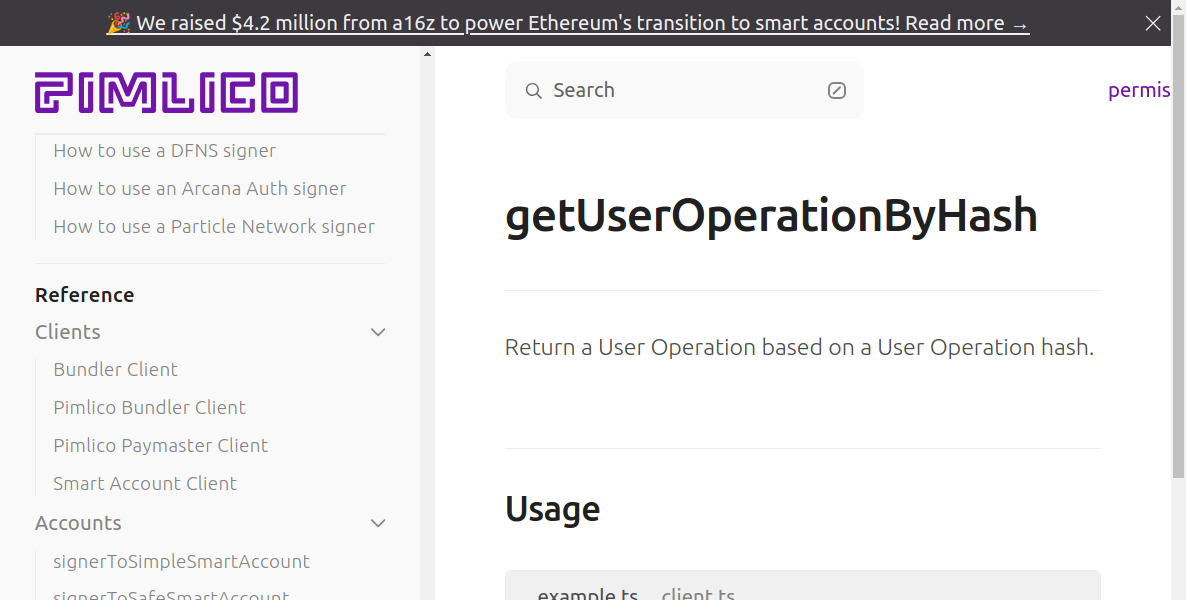 🎉 We raised $4.2 million from a16z to power Ethereum's transition to smart accounts! Read more →
PIMLICO
How to use a DFNS signer
How to use an Arcana Auth signer
How to use a Particle Network signer
Reference
Clients
Bundler Client
Pimlico Bundler Client
Pimlico Paymaster Client
Smart Account Client
Accounts
signerToSimpleSmartAccount
signerToSafeSmartAccount
Search
permis
getUserOperationByHash
Return a User Operation based on a User Operation hash.
Usage
example.ts client.ts